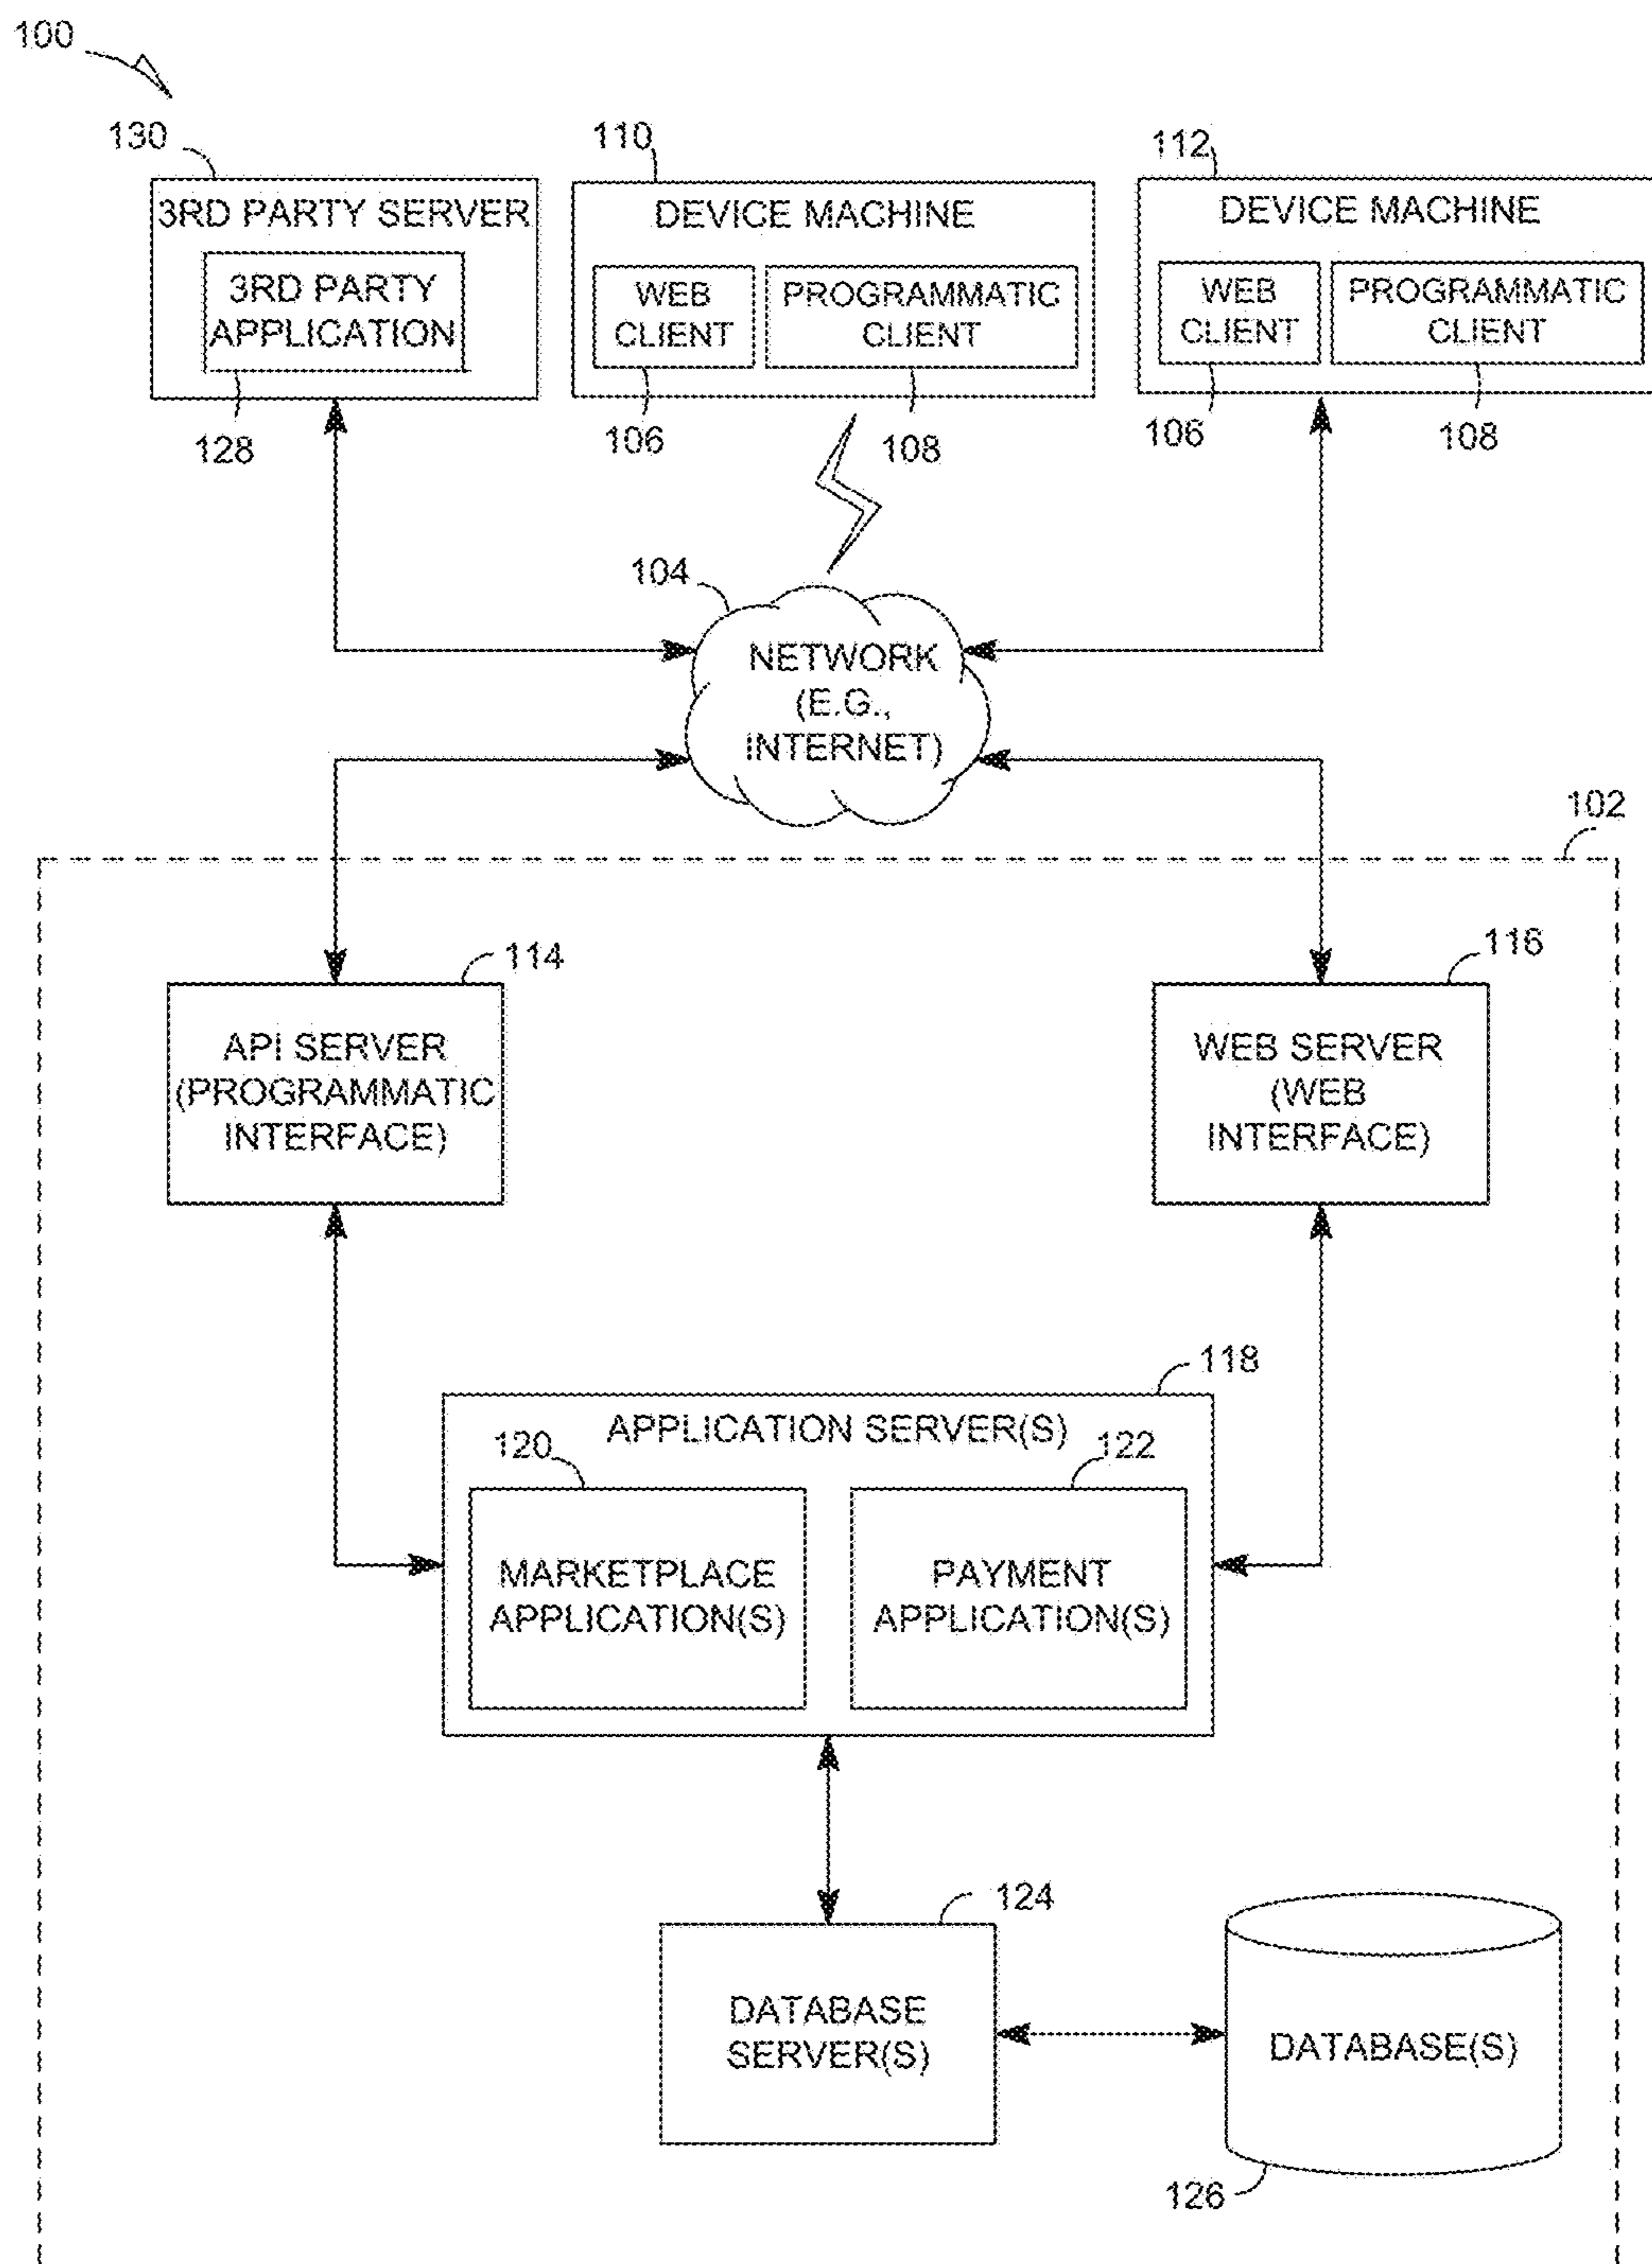 100
130
110
112
3RD PARTY SERVER
3RD PARTY
APPLICATION
128
DEVICE MACHINE
WEB
CLIENT
PROGRAMMATIC
CLIENT
106
108
DEVICE MACHINE
WEB
CLIENT
PROGRAMMATIC
CLIENT
106
108
104
NETWORK
(E.G.,
INTERNET)
102
114
API SERVER
(PROGRAMMATIC
INTERFACE)
116
WEB SERVER
(WEB
INTERFACE)
118
APPLICATION SERVER(S)
120
122
MARKETPLACE
APPLICATION(S)
PAYMENT
APPLICATION(S)
124
DATABASE
SERVER(S)
DATABASE(S)
126